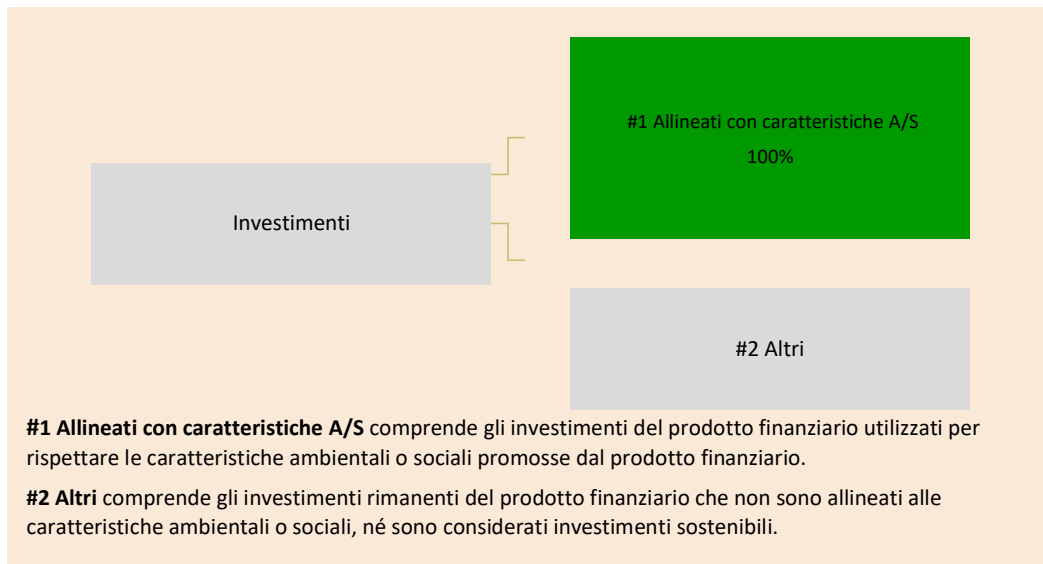 #1 Allineati con caratteristiche A/S
100%
Investimenti
#2 Altri
#1 Allineati con caratteristiche A/S comprende gli investimenti del prodotto finanziario utilizzati per
rispettare le caratteristiche ambientali o sociali promosse dal prodotto finanziario.
#2 Altri comprende gli investimenti rimanenti del prodotto finanziario che non sono allineati alle
caratteristiche ambientali o sociali, né sono considerati investimenti sostenibili.